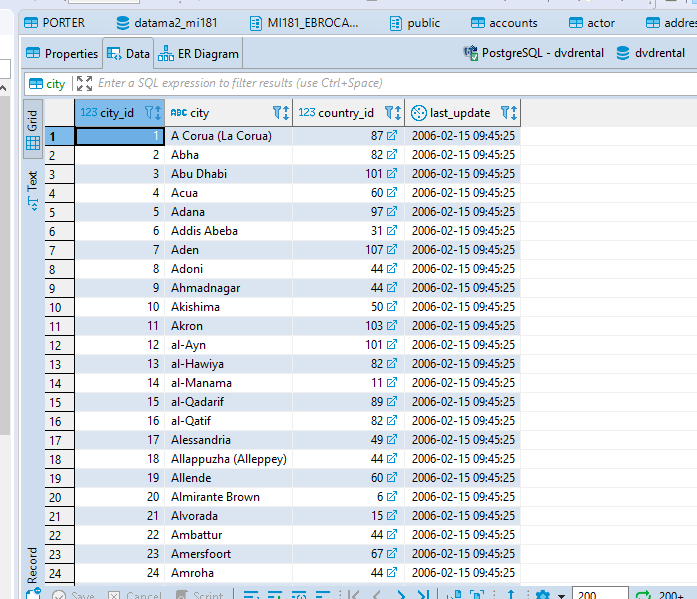 PORTER datama2_mi181 MI181_EBROCA... public accounts actor addres
Properties Data ER Diagram PostgreSQL - dvdrental dvdrental
city Enter a SQL expression to filter results (use Ctrl+Space)
Grid
Text
Record
123 city_id ABC city 123 country_id last_update
1 1 A Corua (La Corua) 87 2006-02-15 09:45:25
2 2 Abha 82 2006-02-15 09:45:25
3 3 Abu Dhabi 101 2006-02-15 09:45:25
4 4 Acua 60 2006-02-15 09:45:25
5 5 Adana 97 2006-02-15 09:45:25
6 6 Addis Abeba 31 2006-02-15 09:45:25
7 7 Aden 107 2006-02-15 09:45:25
8 8 Adoni 44 2006-02-15 09:45:25
9 9 Ahmadnagar 44 2006-02-15 09:45:25
10 10 Akishima 50 2006-02-15 09:45:25
11 11 Akron 103 2006-02-15 09:45:25
12 12 al-Ayn 101 2006-02-15 09:45:25
13 13 al-Hawiya 82 2006-02-15 09:45:25
14 14 al-Manama 11 2006-02-15 09:45:25
15 15 al-Qadarif 89 2006-02-15 09:45:25
16 16 al-Qatif 82 2006-02-15 09:45:25
17 17 Alessandria 49 2006-02-15 09:45:25
18 18 Allappuzha (Alleppey) 44 2006-02-15 09:45:25
19 19 Allende 60 2006-02-15 09:45:25
20 20 Almirante Brown 6 2006-02-15 09:45:25
21 21 Alvorada 15 2006-02-15 09:45:25
22 22 Ambattur 44 2006-02-15 09:45:25
23 23 Amersfoort 67 2006-02-15 09:45:25
24 24 Amroha 44 2006-02-15 09:45:25
Save Cancel Script 200 200+